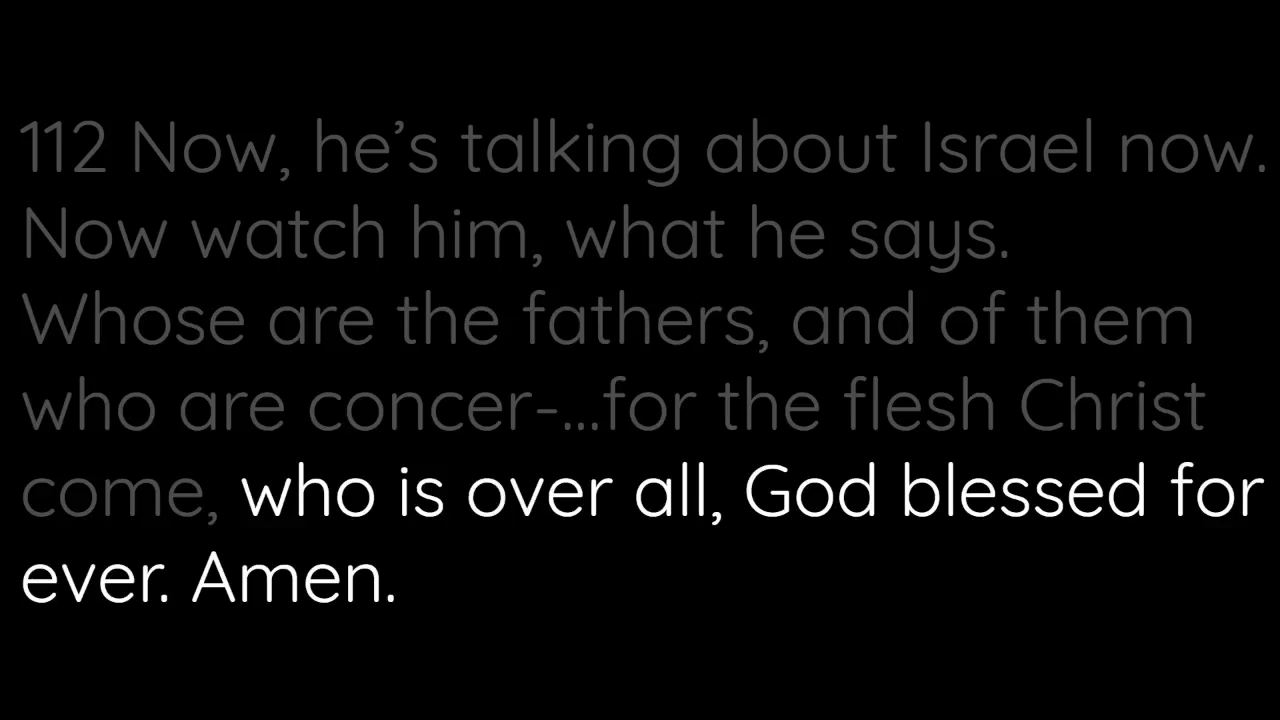 112 Now, he’s talking about Israel now.
Now watch him, what he says.
Whose are the fathers, and of them
who are concer-...for the flesh Christ
come, who is over all, God blessed for
ever. Amen.